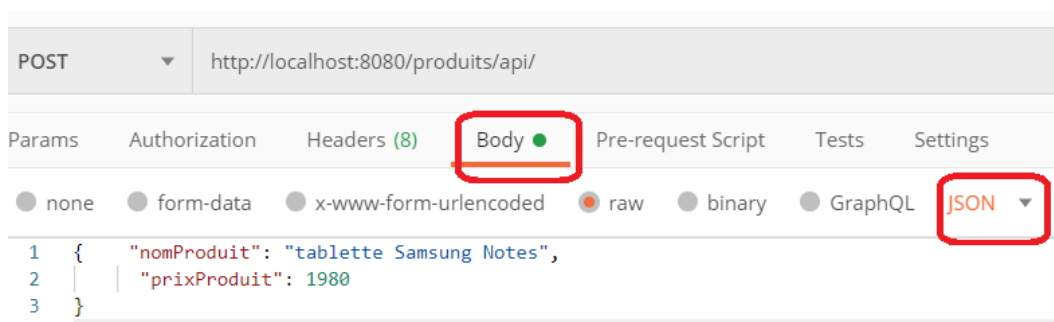 POST http://localhost:8080/produits/api/
Params Authorization Headers (8) Body Pre-request Script Tests Settings
none form-data x-www-form-urlencoded raw binary GraphQL JSON
1 { "nomProduit": "tablette Samsung Notes",
2 "prixProduit": 1980
3 }